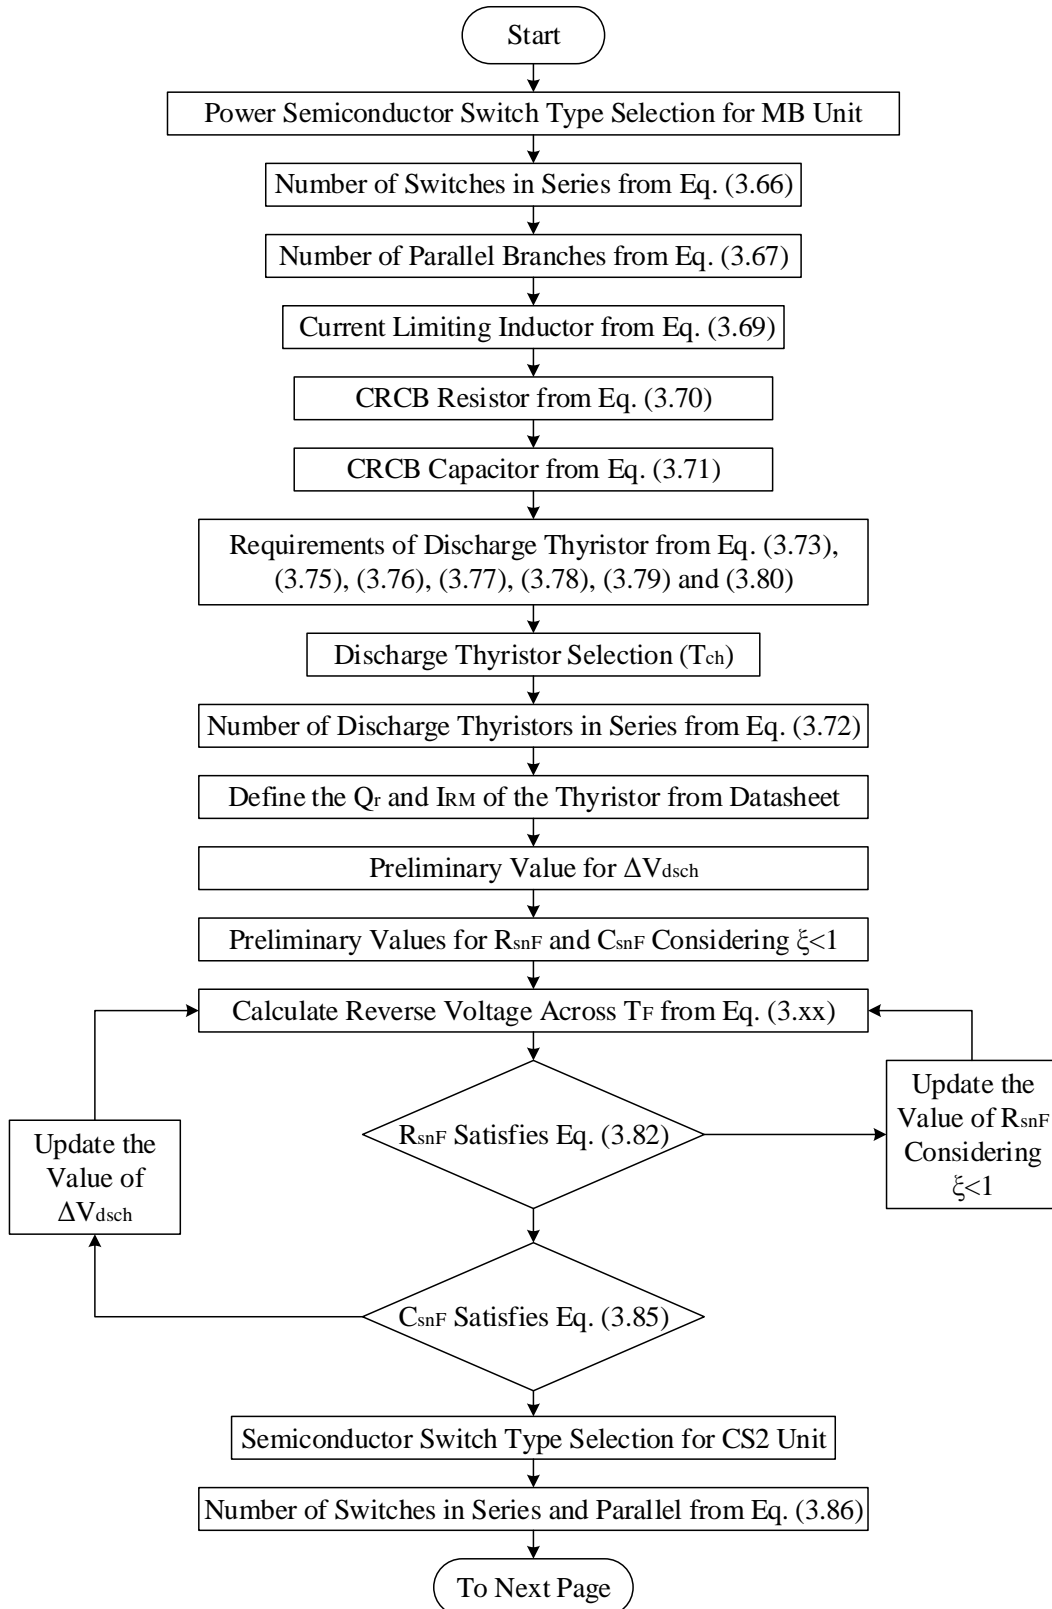 Start
Power Semiconductor Switch Type Selection for MB Unit
Number of Switches in Series from Eq. (3.66)
Number of Parallel Branches from Eq. (3.67)
Current Limiting Inductor from Eq. (3.69)
CRCB Resistor from Eq. (3.70)
CRCB Capacitor from Eq. (3.71)
Requirements of Discharge Thyristor from Eq. (3.73),
(3.75), (3.76), (3.77), (3.78), (3.79) and (3.80)
Discharge Thyristor Selection (Tch)
Number of Discharge Thyristors in Series from Eq. (3.72)
Define the Qr and IRM of the Thyristor from Datasheet
Preliminary Value for ΔVdsch
Preliminary Values for RsnF and CsnF Considering ξ<1
Calculate Reverse Voltage Across TF from Eq. (3.xx)
RsnF Satisfies Eq. (3.82)
Update the
Value of RsnF
Considering
ξ<1
Update the
Value of
ΔVdsch
CsnF Satisfies Eq. (3.85)
Semiconductor Switch Type Selection for CS2 Unit
Number of Switches in Series and Parallel from Eq. (3.86)
To Next Page